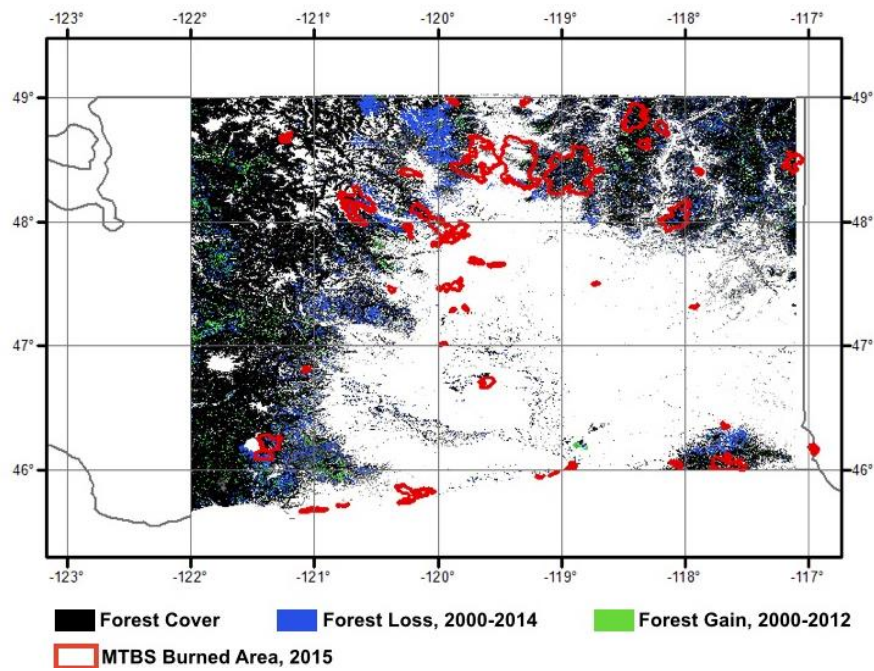 -123° -122° -121° -120° -119° -118° -117°
49° 49°
48° 48°
47° 47°
46° 46°
-123° -122° -121° -120° -119° -118° -117°
Forest Cover Forest Loss, 2000-2014 Forest Gain, 2000-2012
MTBS Burned Area, 2015